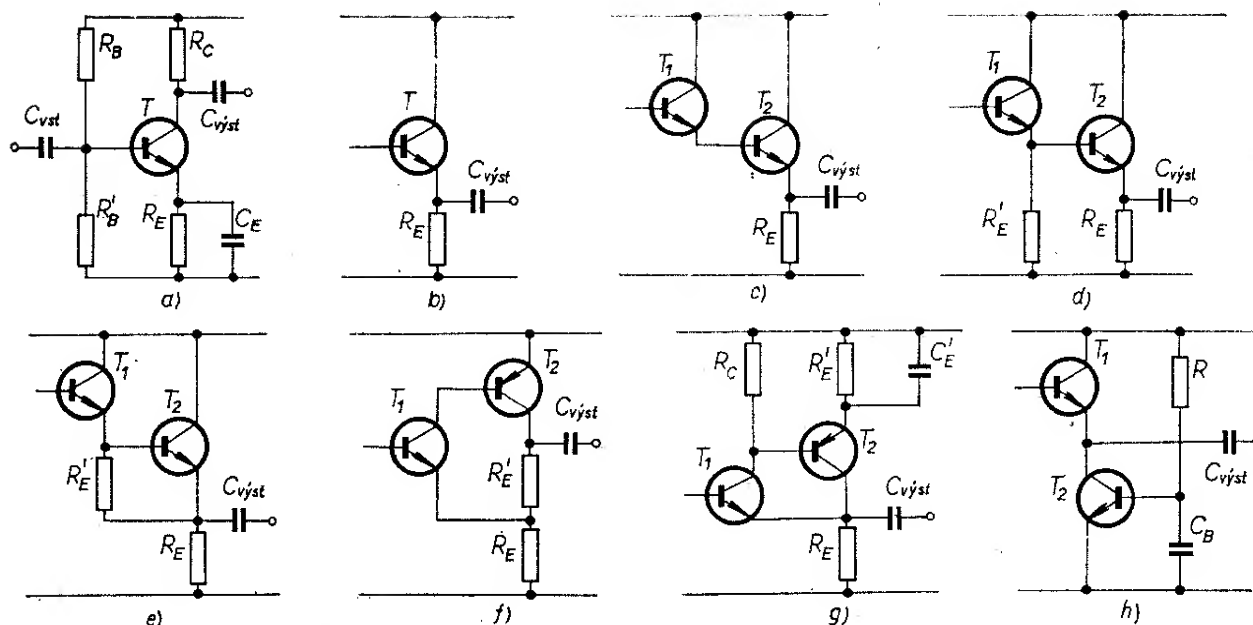 R_B
R_C
C_vst
T
C_výst
R'_B
R_E
C_E
a)
T
C_výst
R_E
b)
T_1
T_2
C_výst
R_E
c)
T_1
T_2
C_výst
R'_E
R_E
d)
T_1
T_2
R'_E
C_výst
R_E
e)
T_2
T_1
C_výst
R'_E
R_E
f)
R_C
R'_E
C'_E
T_2
T_1
C_výst
R_E
g)
T_1
R
C_výst
T_2
C_B
h)